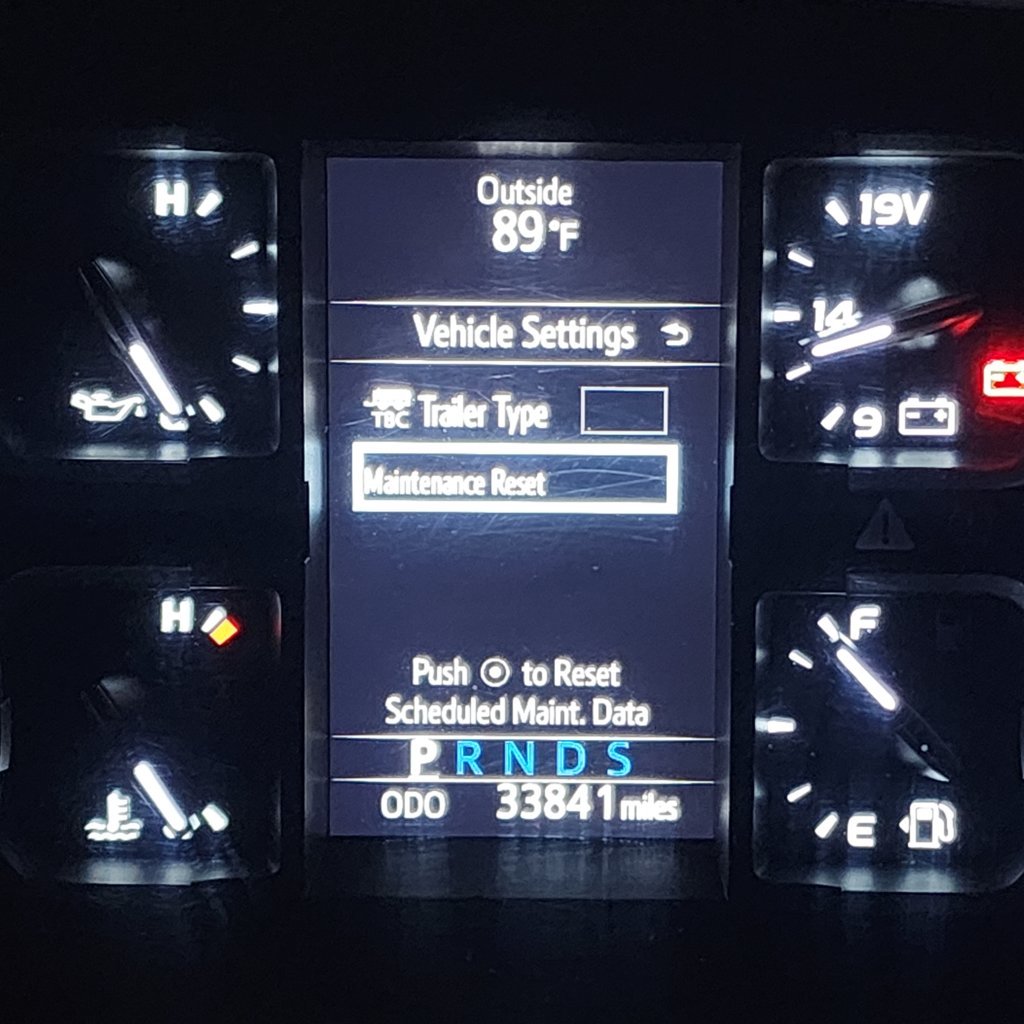 H
Outside
89°F
19V
14
9
Vehicle Settings
TBC Trailer Type
Maintenance Reset
H
F
E
Push to Reset
Scheduled Maint. Data
P R N D S
ODO 33841 miles